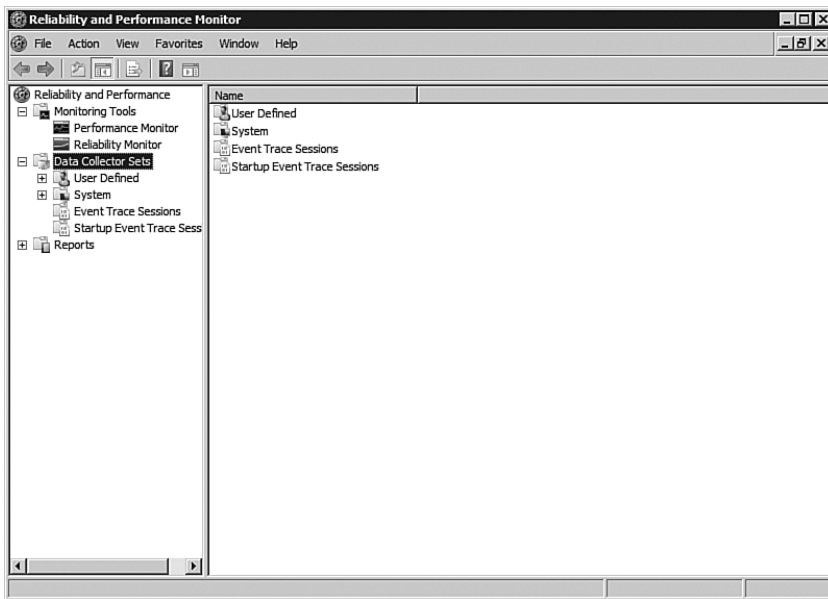 Reliability and Performance Monitor
File Action View Favorites Window Help
Reliability and Performance
Monitoring Tools
Performance Monitor
Reliability Monitor
Data Collector Sets
User Defined
System
Event Trace Sessions
Startup Event Trace Sess
Reports
Name
User Defined
System
Event Trace Sessions
Startup Event Trace Sessions